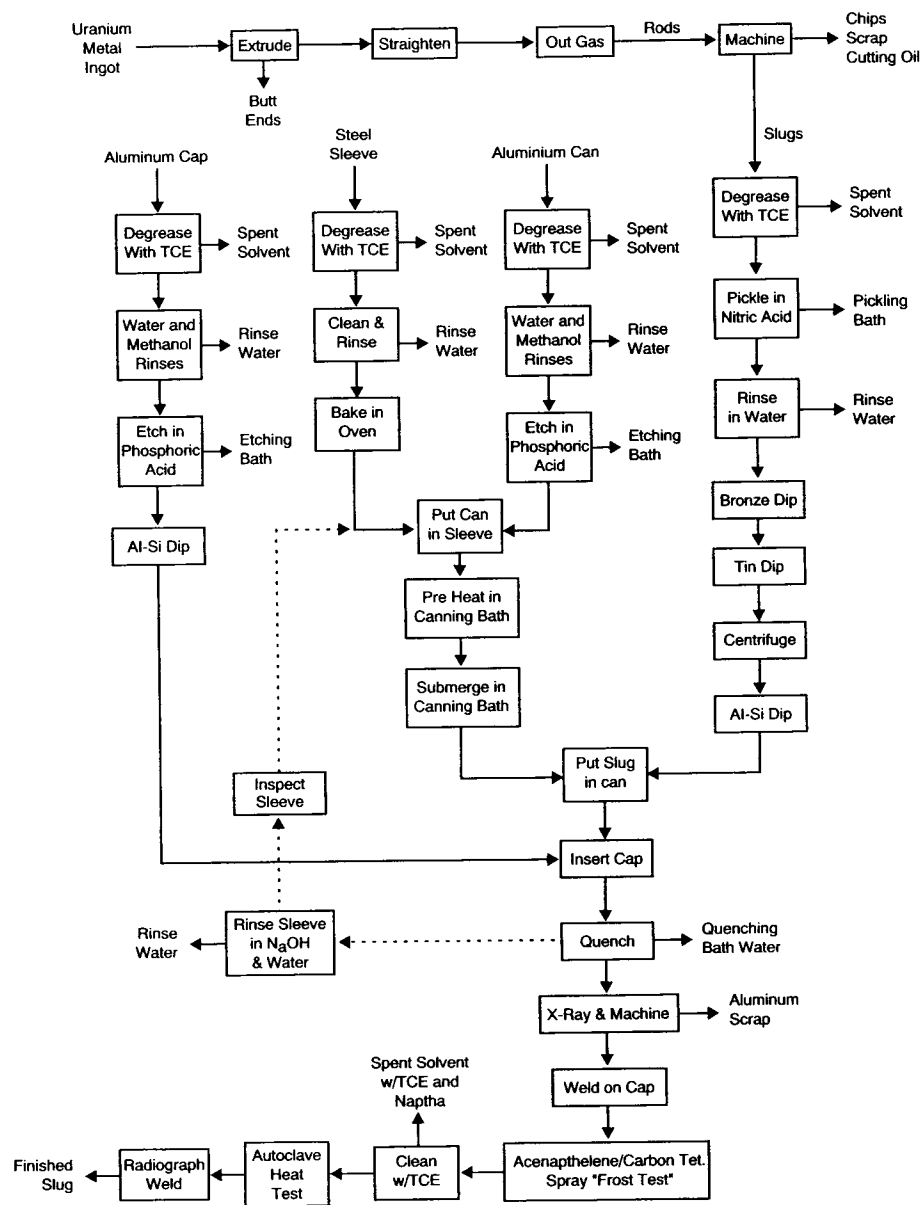 Uranium
Metal
Ingot
Extrude
Straighten
Out Gas
Rods
Machine
Chips
Scrap
Cutting Oil
Butt
Ends
Slugs
Aluminum Cap
Steel
Sleeve
Aluminium Can
Degrease
With TCE
Spent
Solvent
Degrease
With TCE
Spent
Solvent
Degrease
With TCE
Spent
Solvent
Degrease
With TCE
Spent
Solvent
Water and
Methanol
Rinses
Rinse
Water
Clean &
Rinse
Rinse
Water
Water and
Methanol
Rinses
Rinse
Water
Pickle in
Nitric Acid
Pickling
Bath
Etch in
Phosphoric
Acid
Etching
Bath
Bake in
Oven
Etch in
Phosphoric
Acid
Etching
Bath
Rinse
in Water
Rinse
Water
Al-Si Dip
Put Can
in Sleeve
Bronze Dip
Tin Dip
Pre Heat in
Canning Bath
Centrifuge
Submerge in
Canning Bath
Al-Si Dip
Inspect
Sleeve
Put Slug
in can
Insert Cap
Rinse
Water
Rinse Sleeve
in NaOH
& Water
Quench
Quenching
Bath Water
X-Ray & Machine
Aluminum
Scrap
Spent Solvent
w/TCE and
Naptha
Weld on Cap
Finished
Slug
Radiograph
Weld
Autoclave
Heat
Test
Clean
w/TCE
Acenapthelene/Carbon Tet.
Spray "Frost Test"